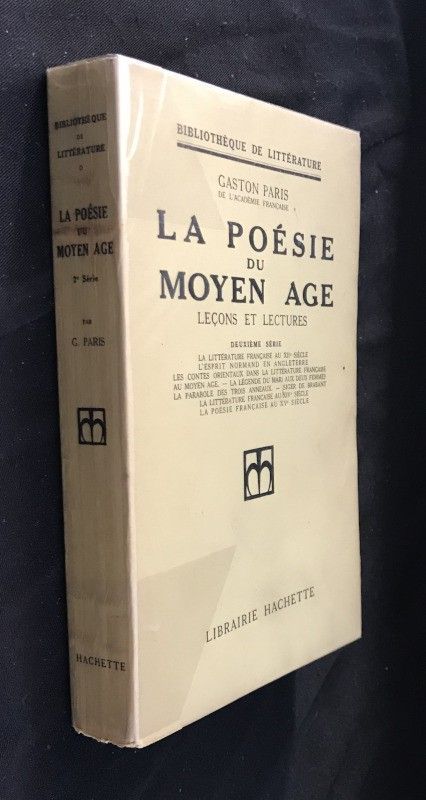 BIBLIOTHÈQUE
DE
LITTÉRATURE
LA POÉSIE
DU
MOYEN AGE
2e Série
PAR
G. PARIS
HACHETTE
BIBLIOTHÈQUE DE LITTÉRATURE
GASTON PARIS
DE L'ACADÉMIE FRANÇAISE
LA POÉSIE
DU
MOYEN AGE
LEÇONS ET LECTURES
DEUXIÈME SÉRIE
LA LITTÉRATURE FRANÇAISE AU XIIe SIÈCLE
L'ESPRIT NORMAND EN ANGLETERRE
LES CONTES ORIENTAUX DANS LA LITTÉRATURE FRANÇAISE
AU MOYEN AGE. — LA LÉGENDE DU MARI AUX DEUX FEMMES
LA PARABOLE DES TROIS ANNEAUX. — SIGER DE BRABANT
LA LITTÉRATURE FRANÇAISE AU XIVe SIÈCLE
LA POÉSIE FRANÇAISE AU XVe SIÈCLE
LIBRAIRIE HACHETTE